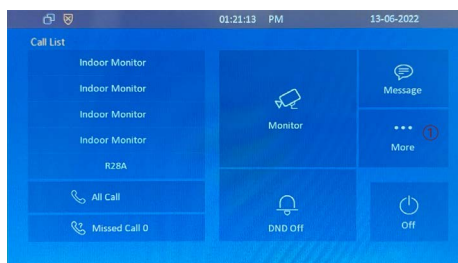 01:21:13 PM 13-06-2022
Call List
Indoor Monitor
Indoor Monitor
Indoor Monitor
Indoor Monitor
R28A
All Call
Missed Call 0
Monitor
DND Off
Message
More ①
Off